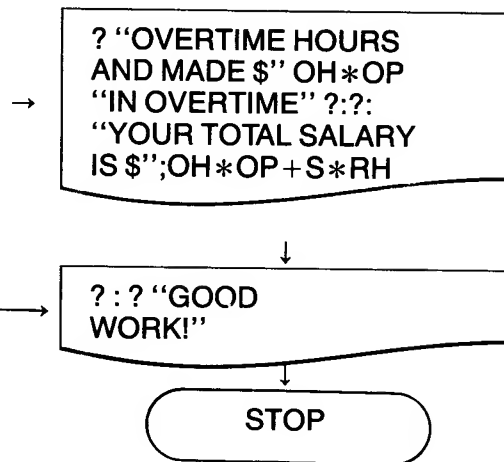 ? “OVERTIME HOURS
AND MADE $” OH*OP
“IN OVERTIME” ?:?:
“YOUR TOTAL SALARY
IS $”;OH*OP+S*RH
? : ? “GOOD
WORK!”
STOP